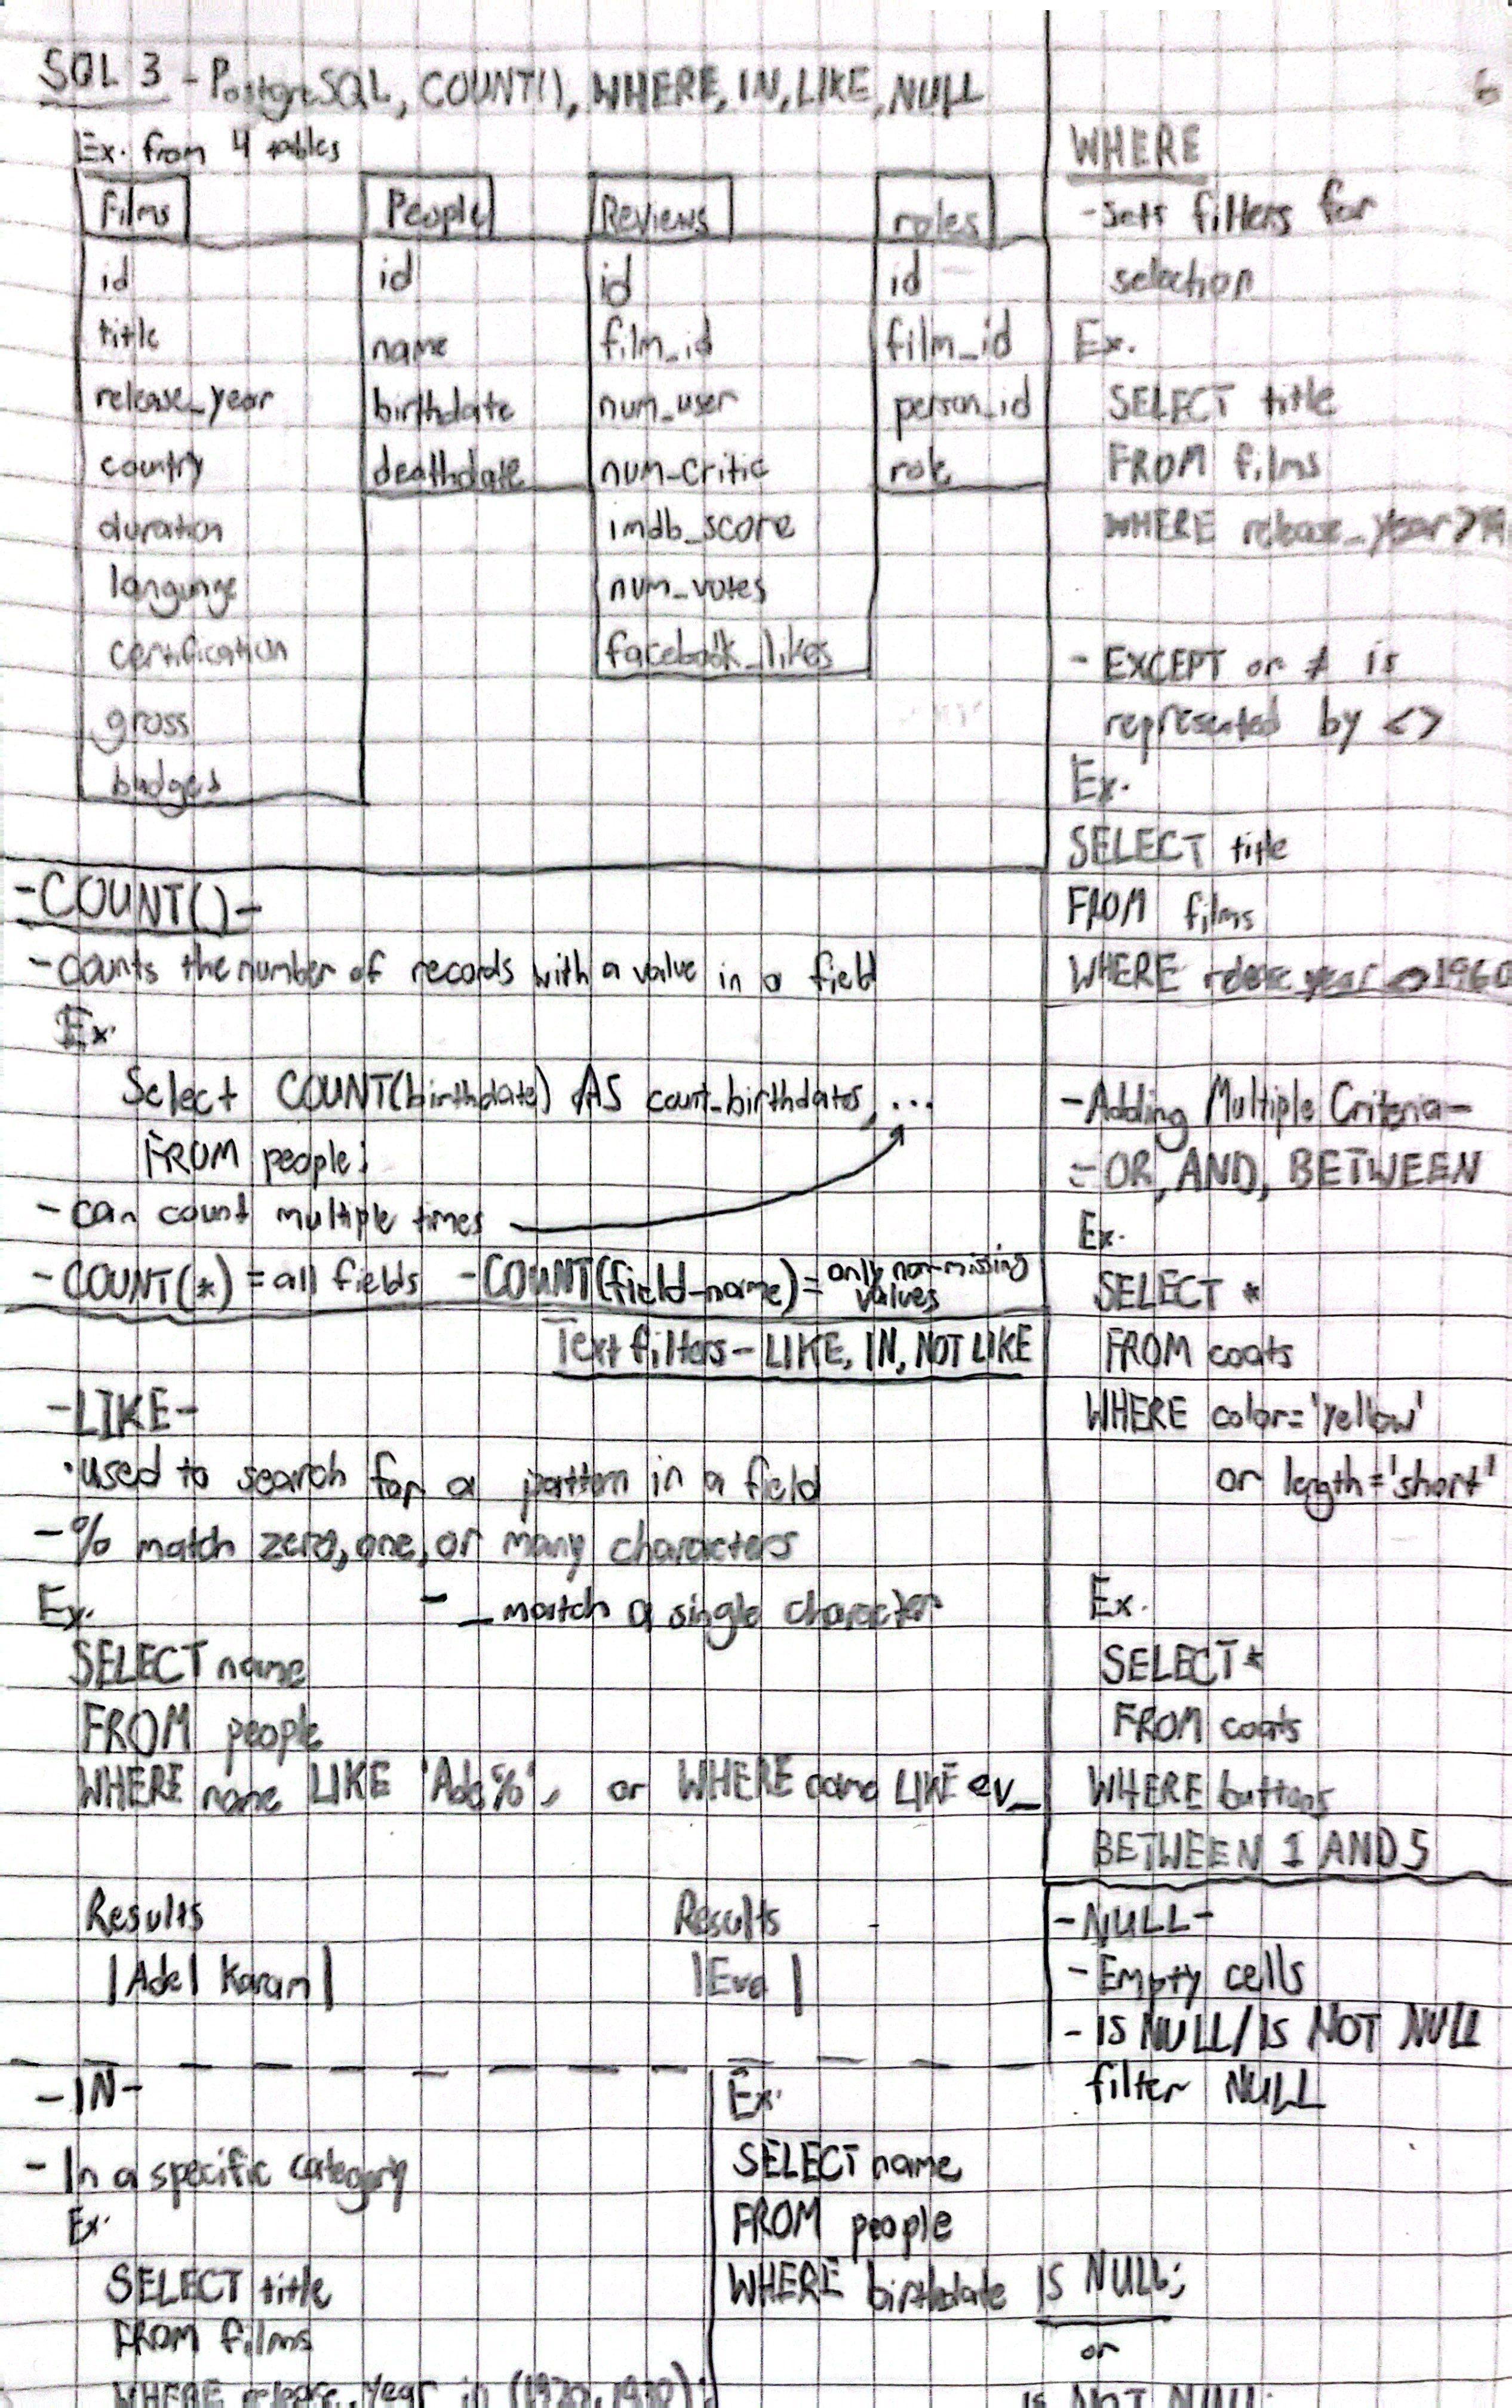 SQL 3 - PostgreSQL, COUNT(), WHERE, IN, LIKE, NULL
6
Ex. from 4 tables
Films
id
title
release_year
country
duration
language
certification
gross
budget
People
id
name
birthdate
deathdate
Reviews
id
film_id
num_user
num_critic
imdb_score
num_votes
facebook_likes
roles
id
film_id
person_id
role
-COUNT()-
- counts the number of records with a value in a field
Ex.
Select COUNT(birthdate) AS count_birthdates, ...
FROM people;
- can count multiple times
- COUNT(*) = all fields - COUNT(field_name) = only non-missing values
Text filters - LIKE, IN, NOT LIKE
-LIKE-
· used to search for a pattern in a field
- % match zero, one, or many characters
- _ match a single character
Ex.
SELECT name
FROM people
WHERE name LIKE 'Ade%', or WHERE name LIKE ev_
Results
|Adel Karam|
Results
|Eve|
-IN-
- In a specific category
Ex.
SELECT title
FROM films
WHERE release_year in (1920, 1930);
Ex.
SELECT name
FROM people
WHERE birthdate IS NULL;
or
IS NOT NULL;
WHERE
- sets filters for
selection
Ex.
SELECT title
FROM films
WHERE release_year >
- EXCEPT or ≠ is
represented by <>
Ex.
SELECT title
FROM films
WHERE release_year <> 1960
-Adding Multiple Criteria-
- OR, AND, BETWEEN
Ex.
SELECT *
FROM coats
WHERE color='yellow'
or length='short'
Ex.
SELECT *
FROM coats
WHERE buttons
BETWEEN 1 AND 5
-NULL-
- Empty cells
- IS NULL/IS NOT NULL
filter NULL